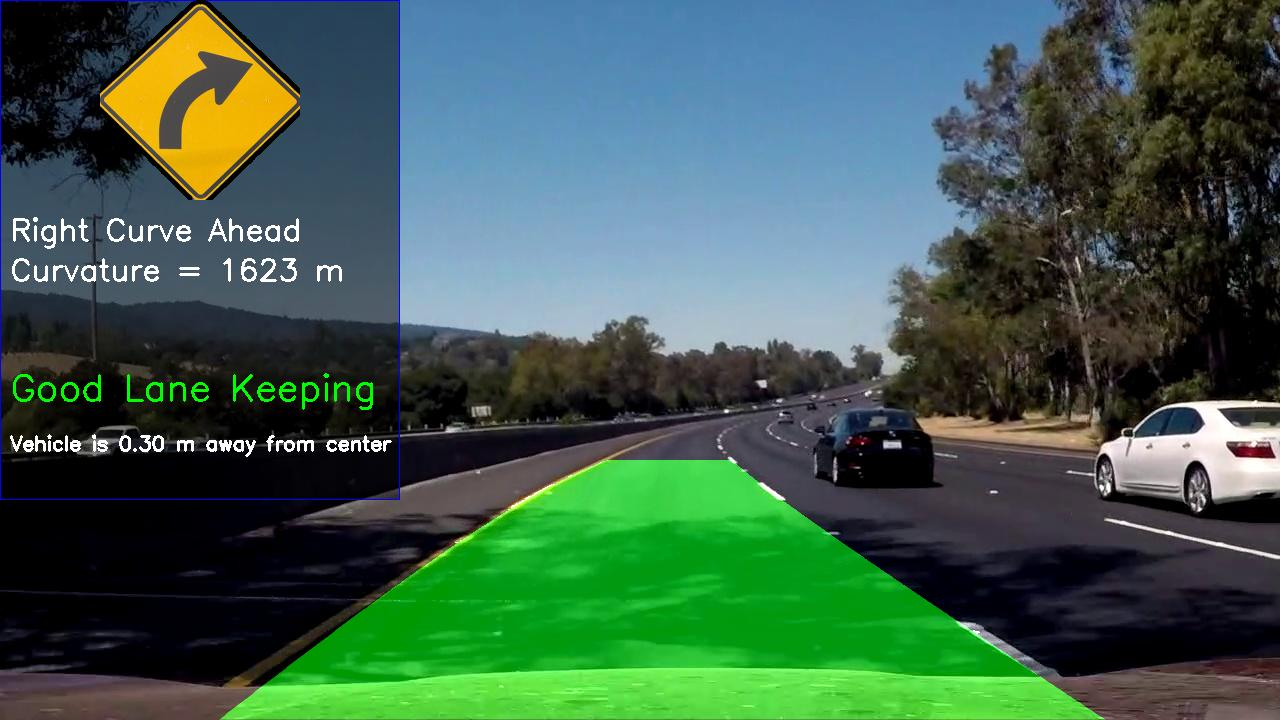 Right Curve Ahead
Curvature = 1623 m
Good Lane Keeping
Vehicle is 0.30 m away from center